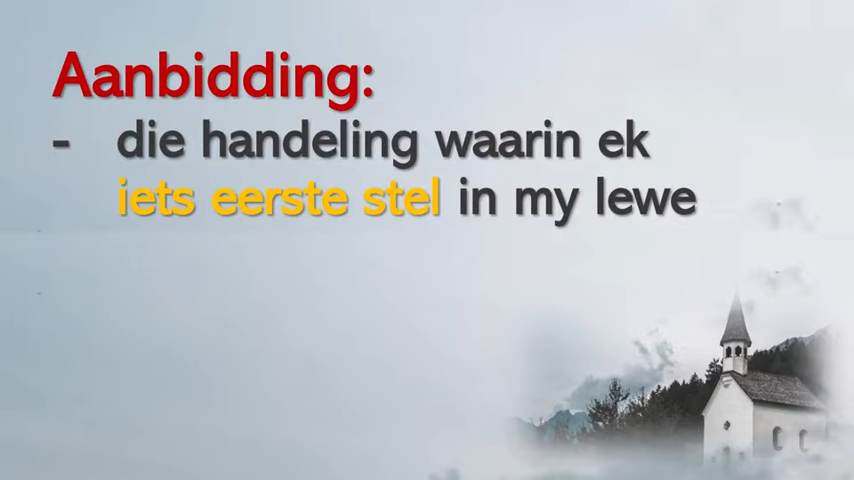 Aanbidding:
- die handeling waarin ek
iets eerste stel in my lewe